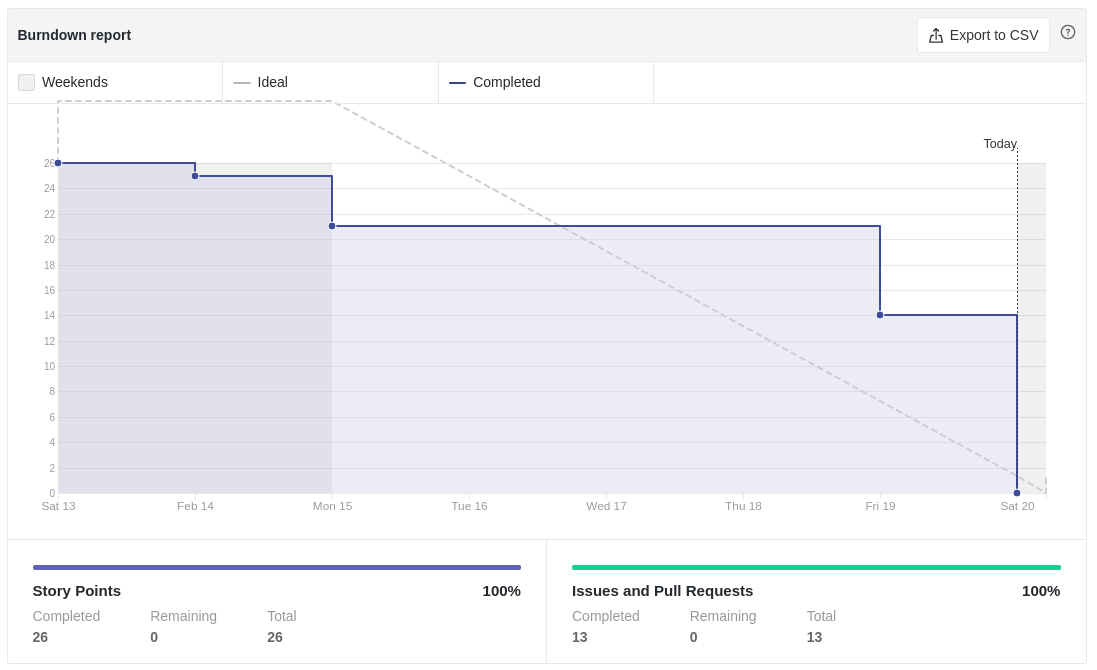 Burndown report
Export to CSV
Weekends
Ideal
Completed
Today
26
24
22
20
18
16
14
12
10
8
6
4
2
0
Sat 13 Feb 14 Mon 15 Tue 16 Wed 17 Thu 18 Fri 19 Sat 20
Story Points 100%
Completed Remaining Total
26 0 26
Issues and Pull Requests 100%
Completed Remaining Total
13 0 13